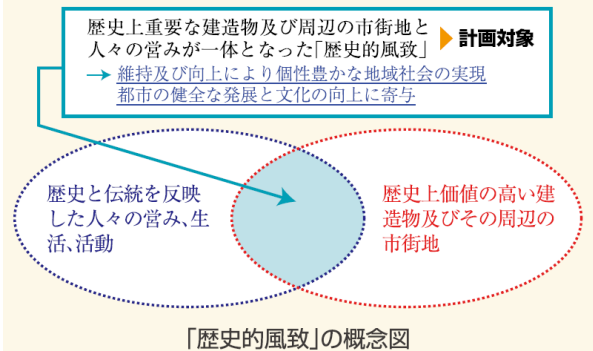 歴史上重要な建造物及び周辺の市街地と
人々の営みが一体となった「歴史的風致」
計画対象
維持及び向上により個性豊かな地域社会の実現
都市の健全な発展と文化の向上に寄与
歴史と伝統を反映
した人々の営み、生
活、活動
歴史上価値の高い建
造物及びその周辺の
市街地
「歴史的風致」の概念図